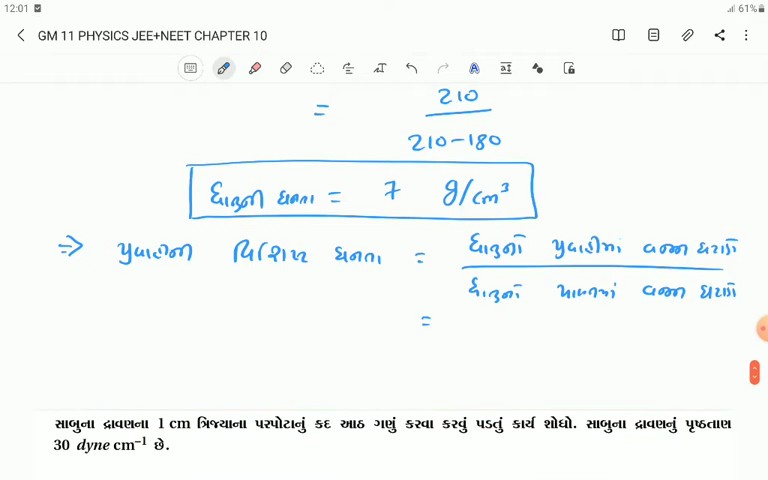 12:01 61%
GM 11 PHYSICS JEE+NEET CHAPTER 10
= 210
210-180
ધાતુની ઘનતા = 7 g/cm³
⇒ પ્રવાહીની વિશિષ્ટ ઘનતા = ધાતુનો પ્રવાહીમાં વજન ઘટાડો
ધાતુનો પાણીમાં વજન ઘટાડો
=
સાબુના દ્રાવણના 1 cm ત્રિજ્યાના પરપોટાનું કદ આઠ ગણું કરવા કરવું પડતું કાર્ય શોધો. સાબુના દ્રાવણનું પૃષ્ઠતાણ
30 dyne cm⁻¹ છે.